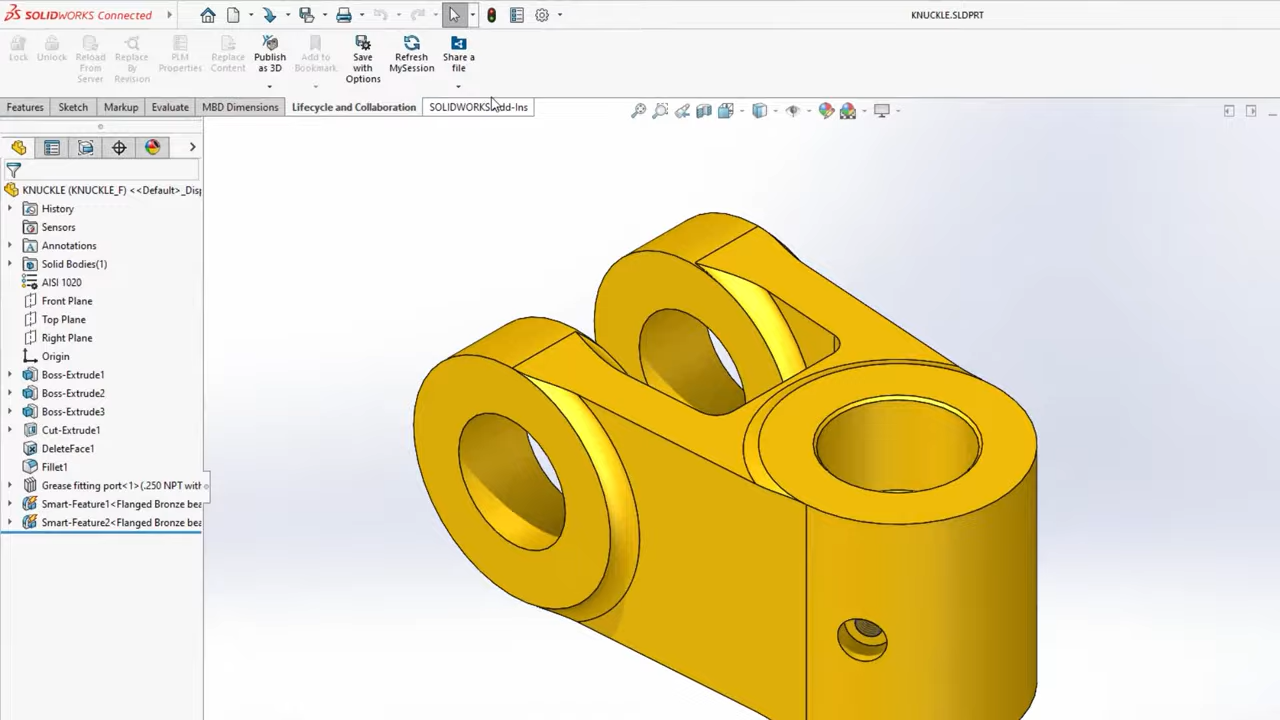 SOLIDWORKS Connected
KNUCKLE.SLDPRT
Lock
Unlock
Reload
From
Server
Replace
By
Revision
PLM
Properties
Replace
Content
Publish
as 3D
Add to
Bookmark
Save
with
Options
Refresh
MySession
Share a
file
Features
Sketch
Markup
Evaluate
MBD Dimensions
Lifecycle and Collaboration
SOLIDWORKS Add-Ins
KNUCKLE (KNUCKLE_F) <<Default>_Disp
History
Sensors
Annotations
Solid Bodies(1)
AISI 1020
Front Plane
Top Plane
Right Plane
Origin
Boss-Extrude1
Boss-Extrude2
Boss-Extrude3
Cut-Extrude1
DeleteFace1
Fillet1
Grease fitting port<1>(.250 NPT with
Smart-Feature1<Flanged Bronze bea
Smart-Feature2<Flanged Bronze bea